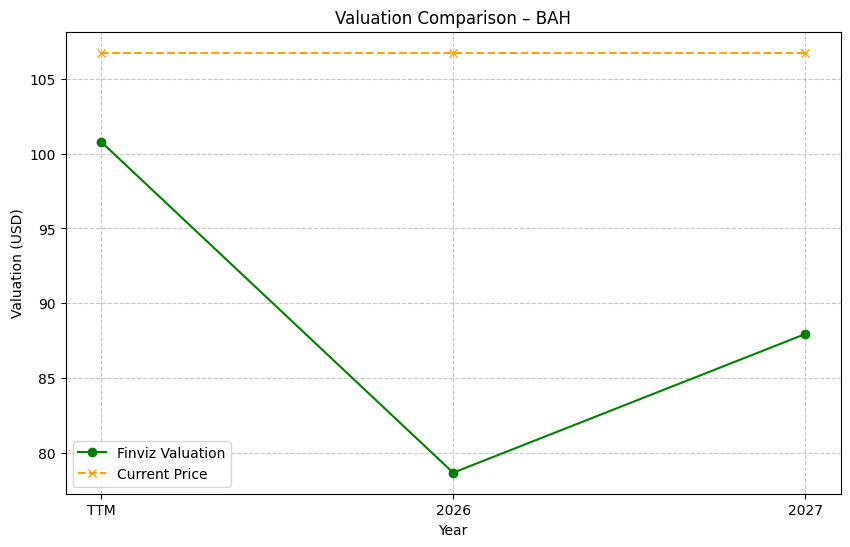 Valuation Comparison – BAH
Valuation (USD)
105
100
95
90
85
80
Finviz Valuation
Current Price
TTM
2026
2027
Year